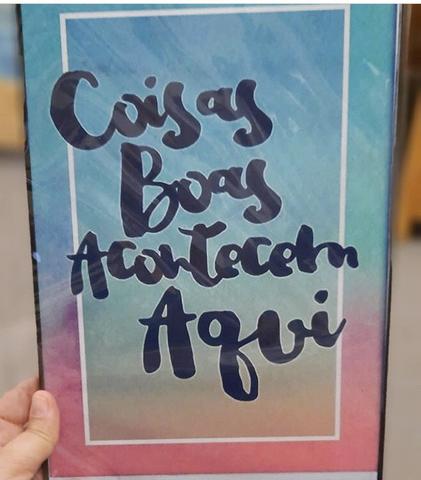 Coisas
Boas
Acontecem
Aqui